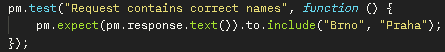 pm.test("Request contains correct names", function () {
    pm.expect(pm.response.text()).to.include("Brno", "Praha");
});